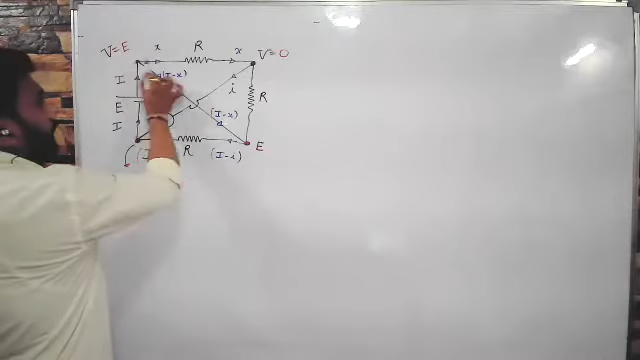 V=E x R x V=0
I (I-x)
i
E R
I (I-x)
R (I-i) E